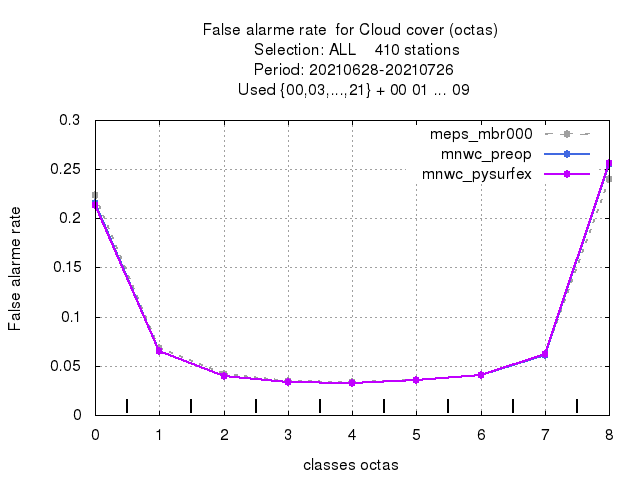 False alarme rate  for Cloud cover (octas)
Selection: ALL    410 stations
Period: 20210628-20210726
Used {00,03,...,21} + 00 01 ... 09
meps_mbr000
mnwc_preop
mnwc_pysurfex
0.3
0.25
0.2
0.15
0.1
0.05
0
False alarme rate
0 1 2 3 4 5 6 7 8
classes octas